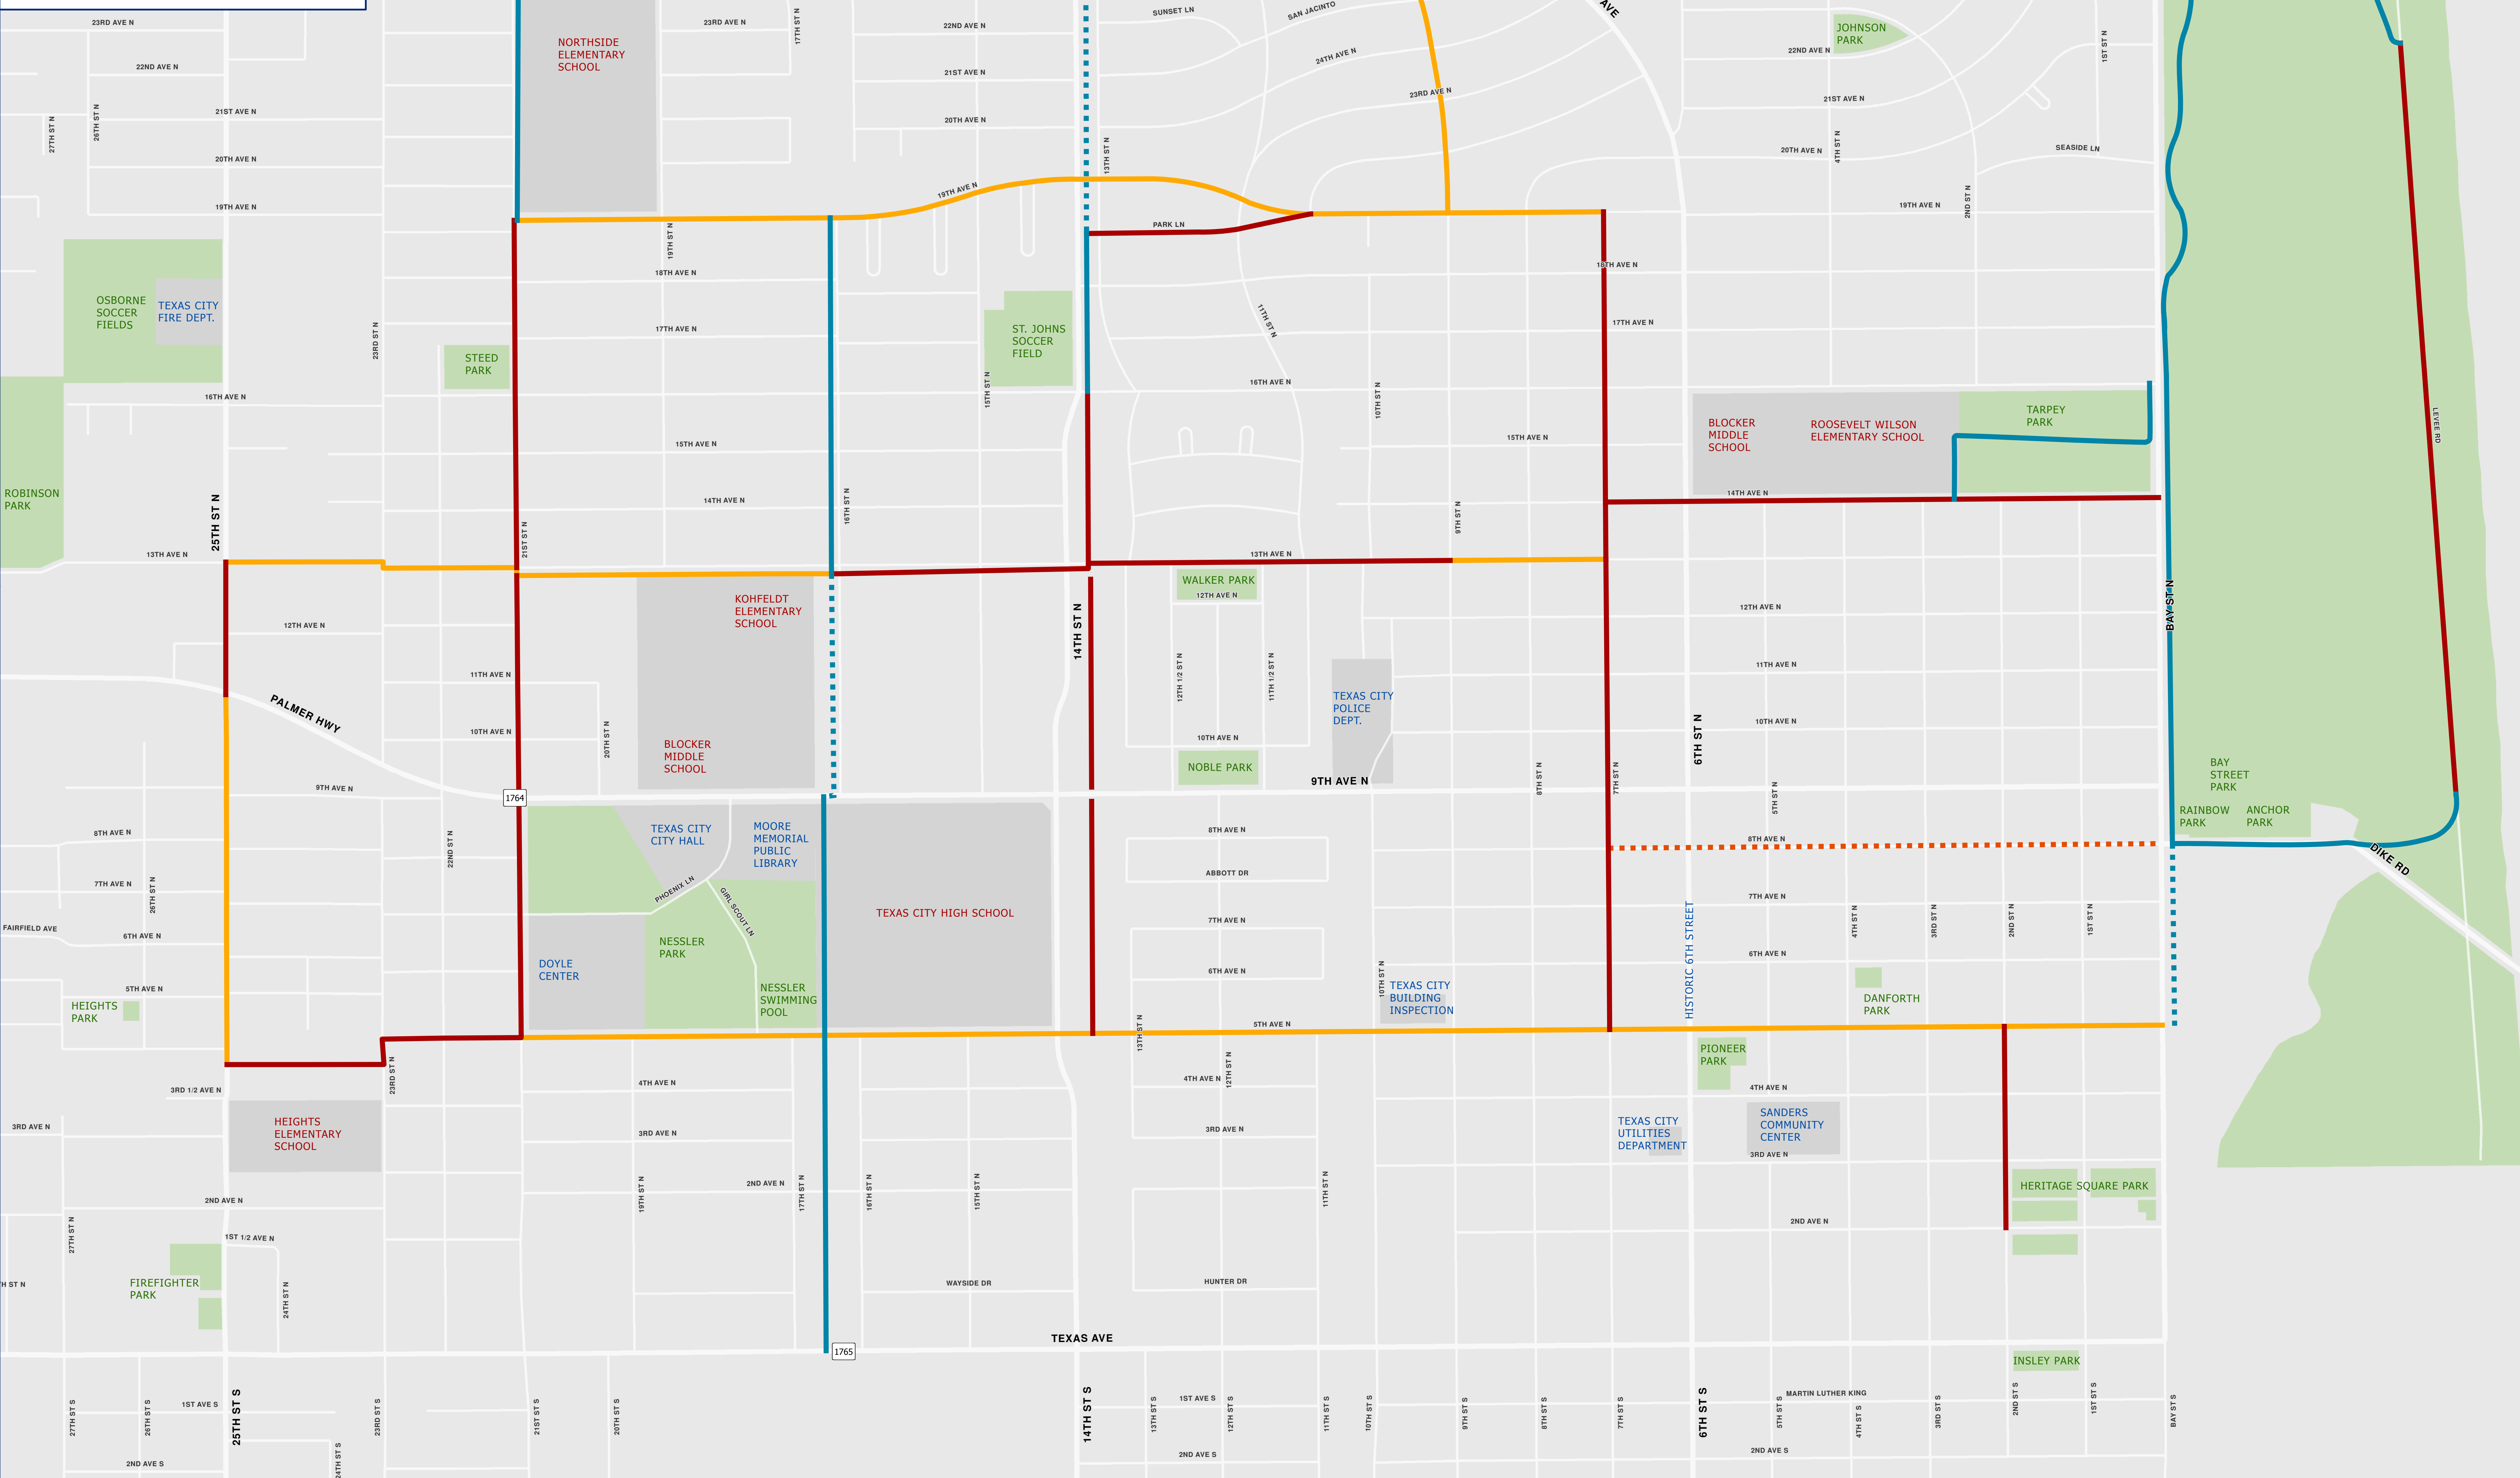 23RD AVE N
22ND AVE N
21ST AVE N
20TH AVE N
19TH AVE N
27TH ST N
26TH ST N
NORTHSIDE
ELEMENTARY
SCHOOL
23RD AVE N
17TH ST N
22ND AVE N
21ST AVE N
20TH AVE N
19TH AVE N
13TH ST N
SUNSET LN
SAN JACINTO
24TH AVE N
23RD AVE N
AVE
JOHNSON
PARK
22ND AVE N
21ST AVE N
20TH AVE N
4TH ST N
1ST ST N
SEASIDE LN
19TH AVE N
2ND ST N
OSBORNE
SOCCER
FIELDS
TEXAS CITY
FIRE DEPT.
23RD ST N
STEED
PARK
16TH AVE N
19TH ST N
18TH AVE N
17TH AVE N
15TH AVE N
14TH AVE N
ST. JOHNS
SOCCER
FIELD
15TH ST N
16TH ST N
PARK LN
11TH ST N
16TH AVE N
10TH ST N
15TH AVE N
9TH ST N
18TH AVE N
17TH AVE N
BLOCKER
MIDDLE
SCHOOL
ROOSEVELT WILSON
ELEMENTARY SCHOOL
TARPEY
PARK
14TH AVE N
LEVEE RD
ROBINSON
PARK
25TH ST N
21ST ST N
13TH AVE N
12TH AVE N
11TH AVE N
10TH AVE N
PALMER HWY
9TH AVE N
1764
20TH ST N
KOHFELDT
ELEMENTARY
SCHOOL
BLOCKER
MIDDLE
SCHOOL
14TH ST N
13TH AVE N
WALKER PARK
12TH AVE N
12TH 1/2 ST N
11TH 1/2 ST N
10TH AVE N
NOBLE PARK
9TH AVE N
TEXAS CITY
POLICE
DEPT.
8TH ST N
7TH ST N
6TH ST N
5TH ST N
12TH AVE N
11TH AVE N
10TH AVE N
BAY ST N
BAY
STREET
PARK
RAINBOW
PARK
ANCHOR
PARK
DIKE RD
8TH AVE N
7TH AVE N
FAIRFIELD AVE
6TH AVE N
5TH AVE N
26TH ST N
22ND ST N
HEIGHTS
PARK
TEXAS CITY
CITY HALL
MOORE
MEMORIAL
PUBLIC
LIBRARY
PHOENIX LN
GIRL SCOUT LN
DOYLE
CENTER
NESSLER
PARK
NESSLER
SWIMMING
POOL
TEXAS CITY HIGH SCHOOL
8TH AVE N
ABBOTT DR
7TH AVE N
6TH AVE N
5TH AVE N
13TH ST N
12TH ST N
10TH ST N
TEXAS CITY
BUILDING
INSPECTION
8TH AVE N
7TH AVE N
6TH AVE N
HISTORIC 6TH STREET
4TH ST N
3RD ST N
2ND ST N
1ST ST N
DANFORTH
PARK
PIONEER
PARK
23RD ST N
3RD 1/2 AVE N
3RD AVE N
HEIGHTS
ELEMENTARY
SCHOOL
2ND AVE N
27TH ST N
1ST 1/2 AVE N
24TH ST N
FIREFIGHTER
PARK
H ST N
4TH AVE N
3RD AVE N
2ND AVE N
19TH ST N
17TH ST N
16TH ST N
15TH ST N
WAYSIDE DR
4TH AVE N
3RD AVE N
11TH ST N
HUNTER DR
4TH AVE N
TEXAS CITY
UTILITIES
DEPARTMENT
SANDERS
COMMUNITY
CENTER
3RD AVE N
2ND AVE N
HERITAGE SQUARE PARK
TEXAS AVE
1765
INSLEY PARK
27TH ST S
26TH ST S
1ST AVE S
25TH ST S
2ND AVE S
24TH ST S
23RD ST S
21ST ST S
20TH ST S
14TH ST S
13TH ST S
1ST AVE S
12TH ST S
2ND AVE S
11TH ST S
10TH ST S
9TH ST S
8TH ST S
7TH ST S
6TH ST S
5TH ST S
MARTIN LUTHER KING
2ND AVE S
4TH ST S
3RD ST S
2ND ST S
1ST ST S
BAY ST S